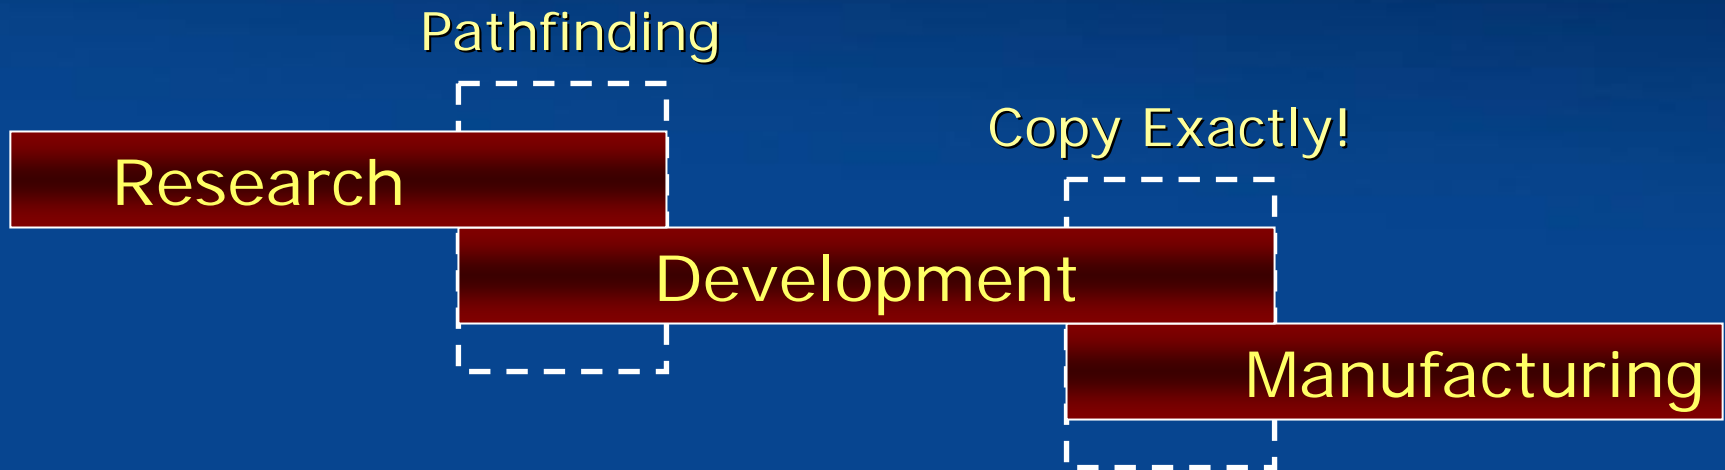 Pathfinding
Copy Exactly!
Research
Development
Manufacturing